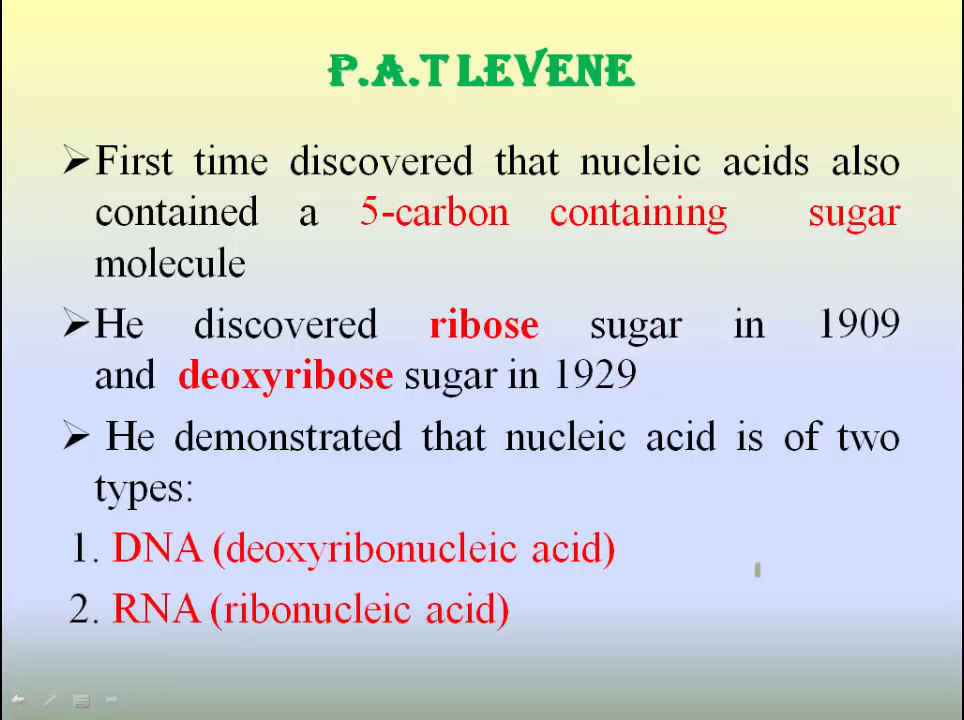 P.A.T LEVENE
➢First time discovered that nucleic acids also
contained a 5-carbon containing sugar
molecule
➢He discovered ribose sugar in 1909
and deoxyribose sugar in 1929
➢ He demonstrated that nucleic acid is of two
types:
1. DNA (deoxyribonucleic acid)
2. RNA (ribonucleic acid)